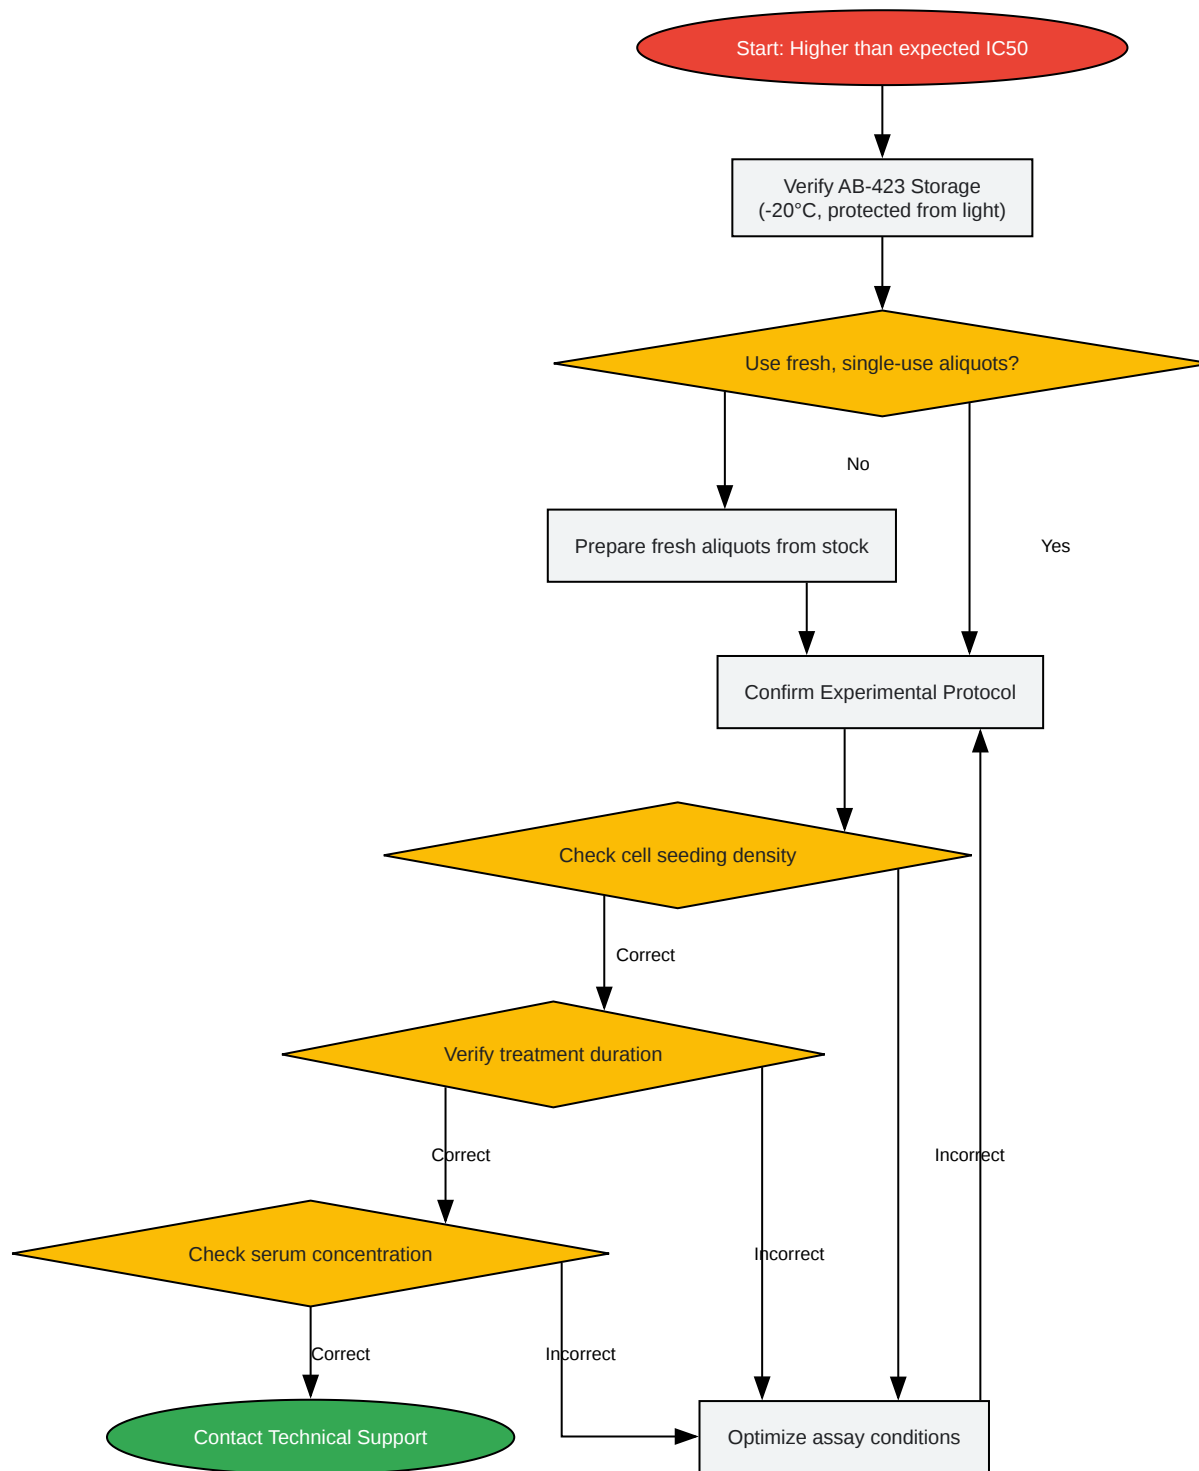 Start: Higher than expected IC50
Verify AB-423 Storage
(-20°C, protected from light)
Use fresh, single-use aliquots?
No
Prepare fresh aliquots from stock
Yes
Confirm Experimental Protocol
Check cell seeding density
Correct
Verify treatment duration
Correct
Incorrect
Check serum concentration
Incorrect
Correct
Incorrect
Contact Technical Support
Optimize assay conditions